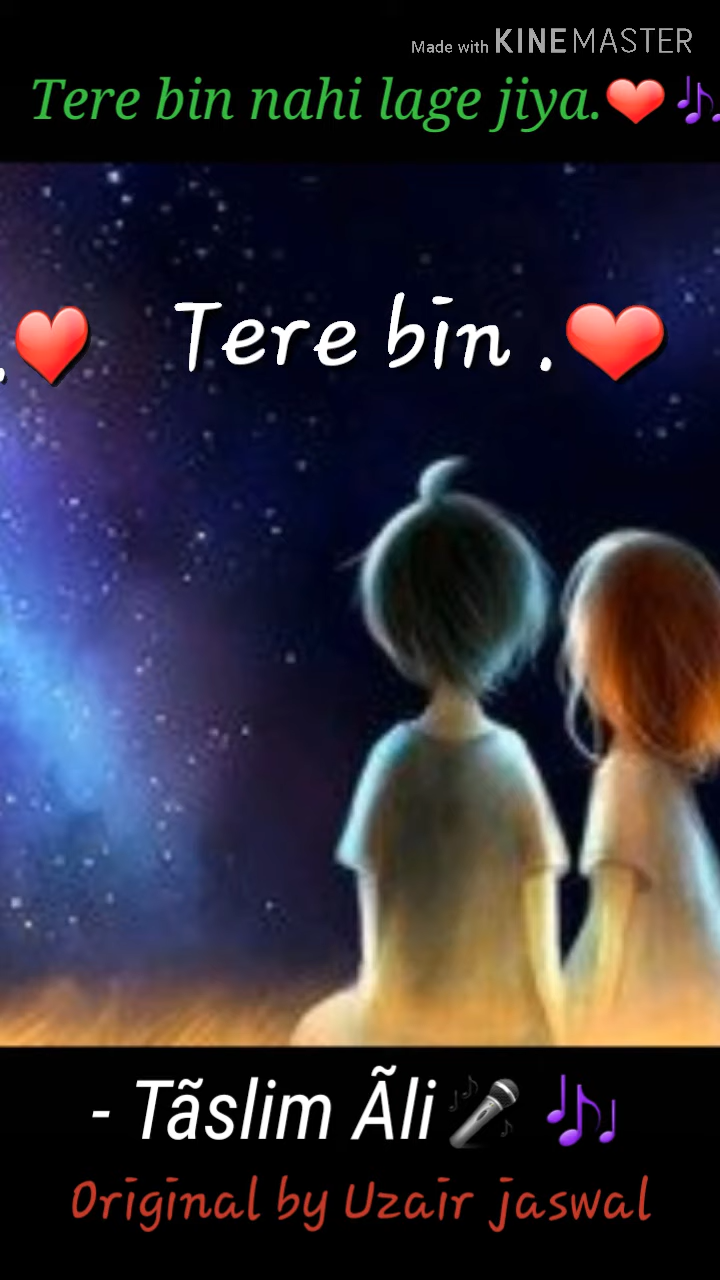 Made with KINEMASTER
Tere bin nahi lage jiya.❤️🎶
.❤️ Tere bin .❤️
- Tãslim Ãli🎤🎶
Original by Uzair jaswal